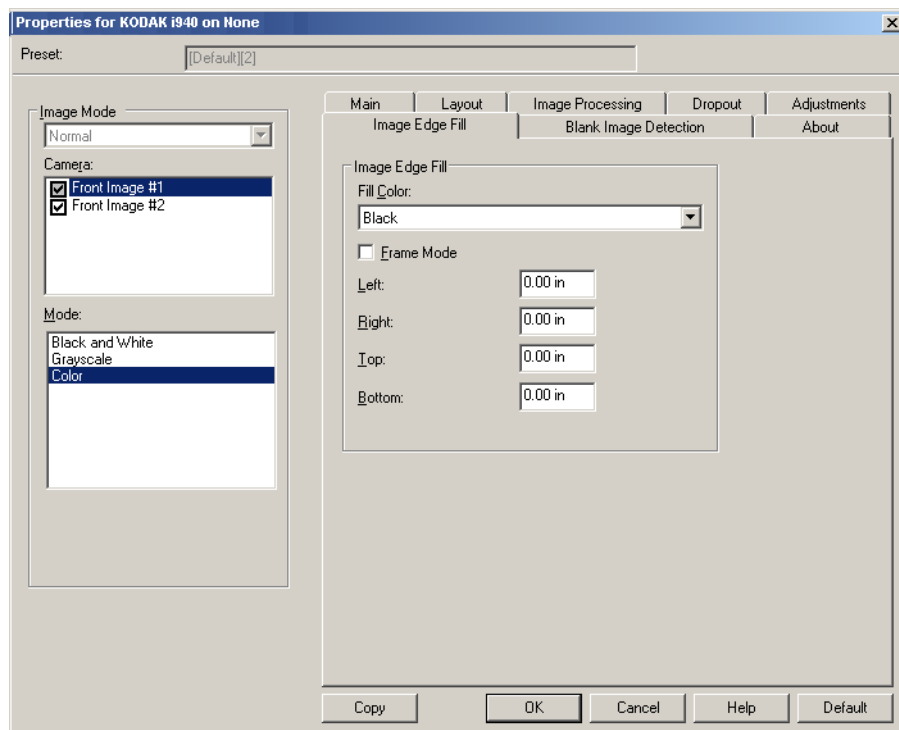 Properties for KODAK i940 on None
Preset:
[Default][2]
Image Mode
Normal
Camera:
Front Image #1
Front Image #2
Mode:
Black and White
Grayscale
Color
Main
Layout
Image Processing
Dropout
Adjustments
Image Edge Fill
Blank Image Detection
About
Image Edge Fill
Fill Color:
Black
Frame Mode
Left:
0.00 in
Right:
0.00 in
Top:
0.00 in
Bottom:
0.00 in
Copy
OK
Cancel
Help
Default